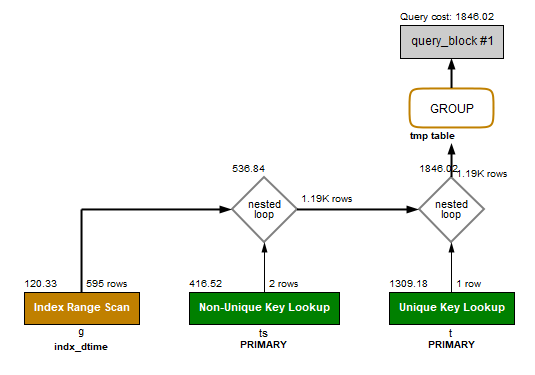 Query cost: 1846.02
query_block #1
GROUP
tmp table
536.84
1846.02
1.19K rows
nested
loop
1.19K rows
nested
loop
120.33
595 rows
416.52
2 rows
1309.18
1 row
Index Range Scan
Non-Unique Key Lookup
Unique Key Lookup
g
ts
t
indx_dtime
PRIMARY
PRIMARY